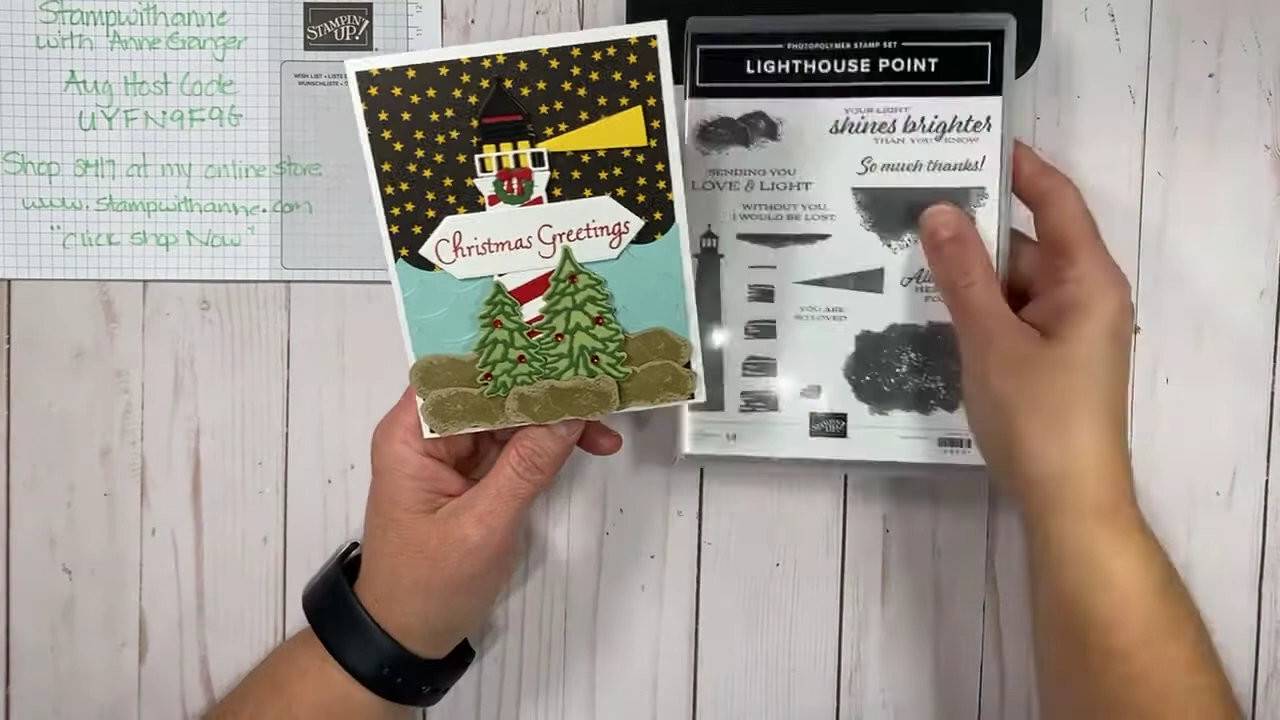 Stampwithanne
with Anne Granger
Aug Host Code
UYFN9F96
Shop 24/7 at my online store
www.stampwithanne.com
"Click Shop Now"
STAMPIN' UP!
Christmas Greetings
PHOTOPOLYMER STAMP SET
LIGHTHOUSE POINT
YOUR LIGHT
shines brighter
THAN YOU KNOW
So much thanks!
SENDING YOU
LOVE & LIGHT
WITHOUT YOU,
I WOULD BE LOST
YOU ARE
SO LOVED
STAMPIN' UP!